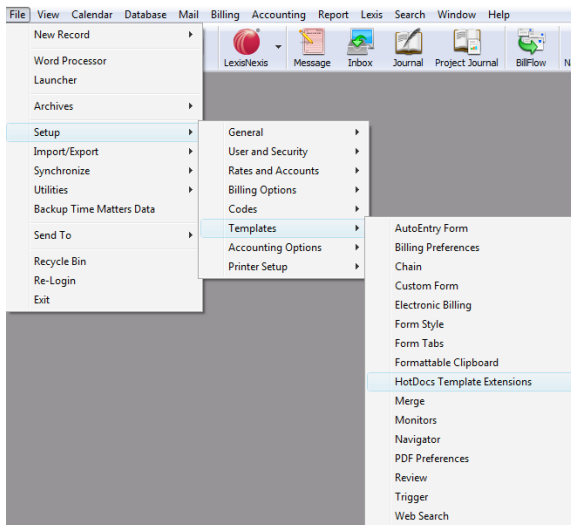 File View Calendar Database Mail Billing Accounting Report Lexis Search Window Help
New Record
Word Processor
Launcher
Archives
Setup
Import/Export
Synchronize
Utilities
Backup Time Matters Data
Send To
Recycle Bin
Re-Login
Exit
LexisNexis Message Inbox Journal Project Journal BillFlow
General
User and Security
Rates and Accounts
Billing Options
Codes
Templates
Accounting Options
Printer Setup
AutoEntry Form
Billing Preferences
Chain
Custom Form
Electronic Billing
Form Style
Form Tabs
Formattable Clipboard
HotDocs Template Extensions
Merge
Monitors
Navigator
PDF Preferences
Review
Trigger
Web Search